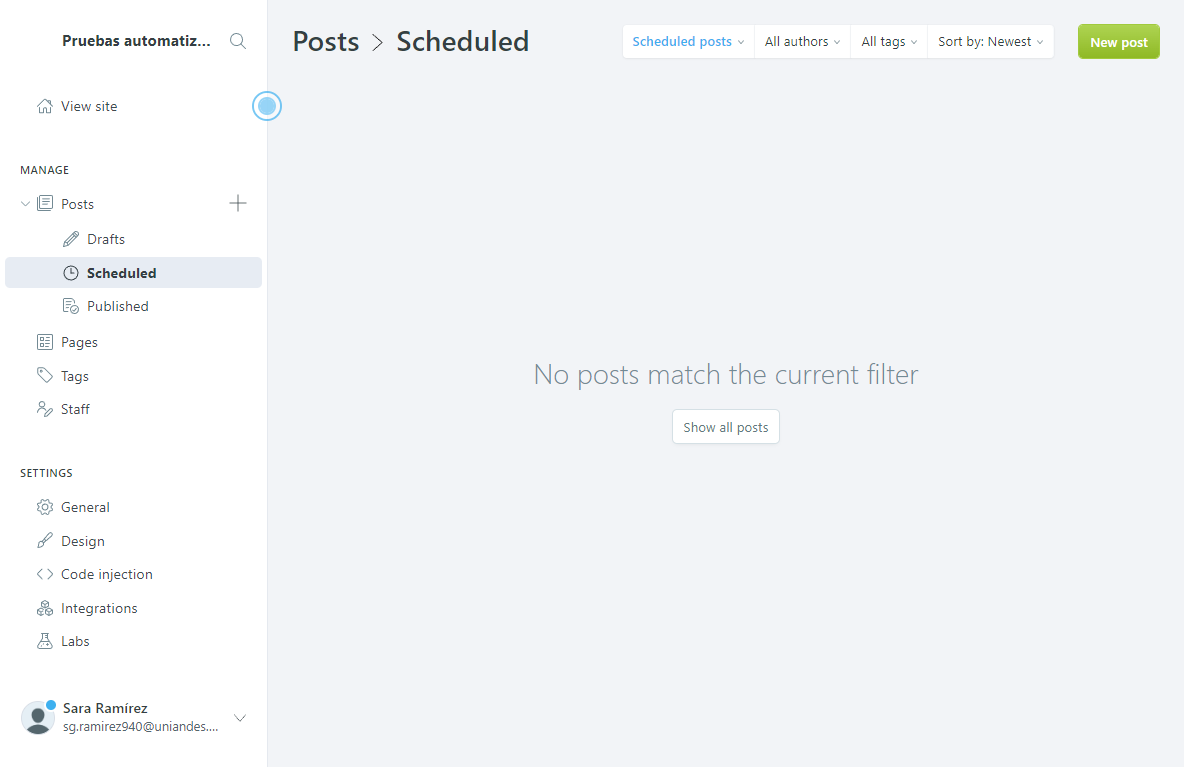 Pruebas automatiz...
View site
MANAGE
Posts
Drafts
Scheduled
Published
Pages
Tags
Staff
SETTINGS
General
Design
Code injection
Integrations
Labs
Sara Ramírez
sg.ramirez940@uniandes....
Posts > Scheduled
Scheduled posts
All authors
All tags
Sort by: Newest
New post
No posts match the current filter
Show all posts